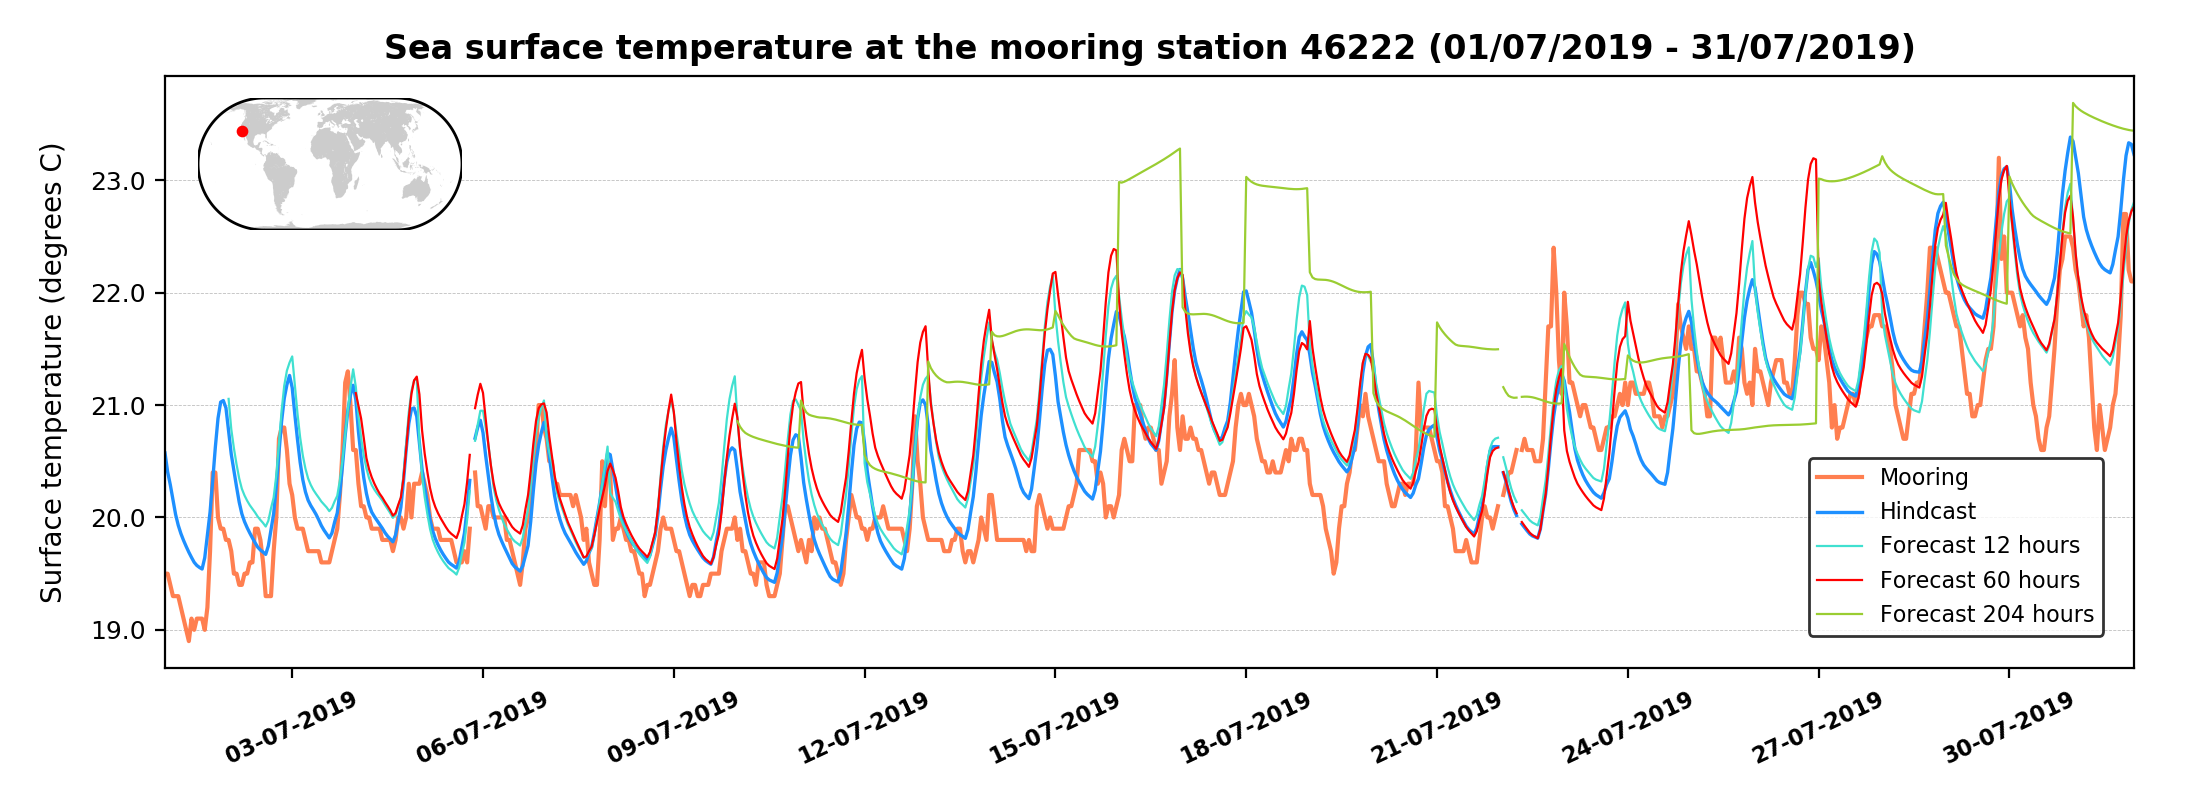 Sea surface temperature at the mooring station 46222 (01/07/2019 - 31/07/2019)
Surface temperature (degrees C)
23.0
22.0
21.0
20.0
19.0
Mooring
Hindcast
Forecast 12 hours
Forecast 60 hours
Forecast 204 hours
03-07-2019
06-07-2019
09-07-2019
12-07-2019
15-07-2019
18-07-2019
21-07-2019
24-07-2019
27-07-2019
30-07-2019